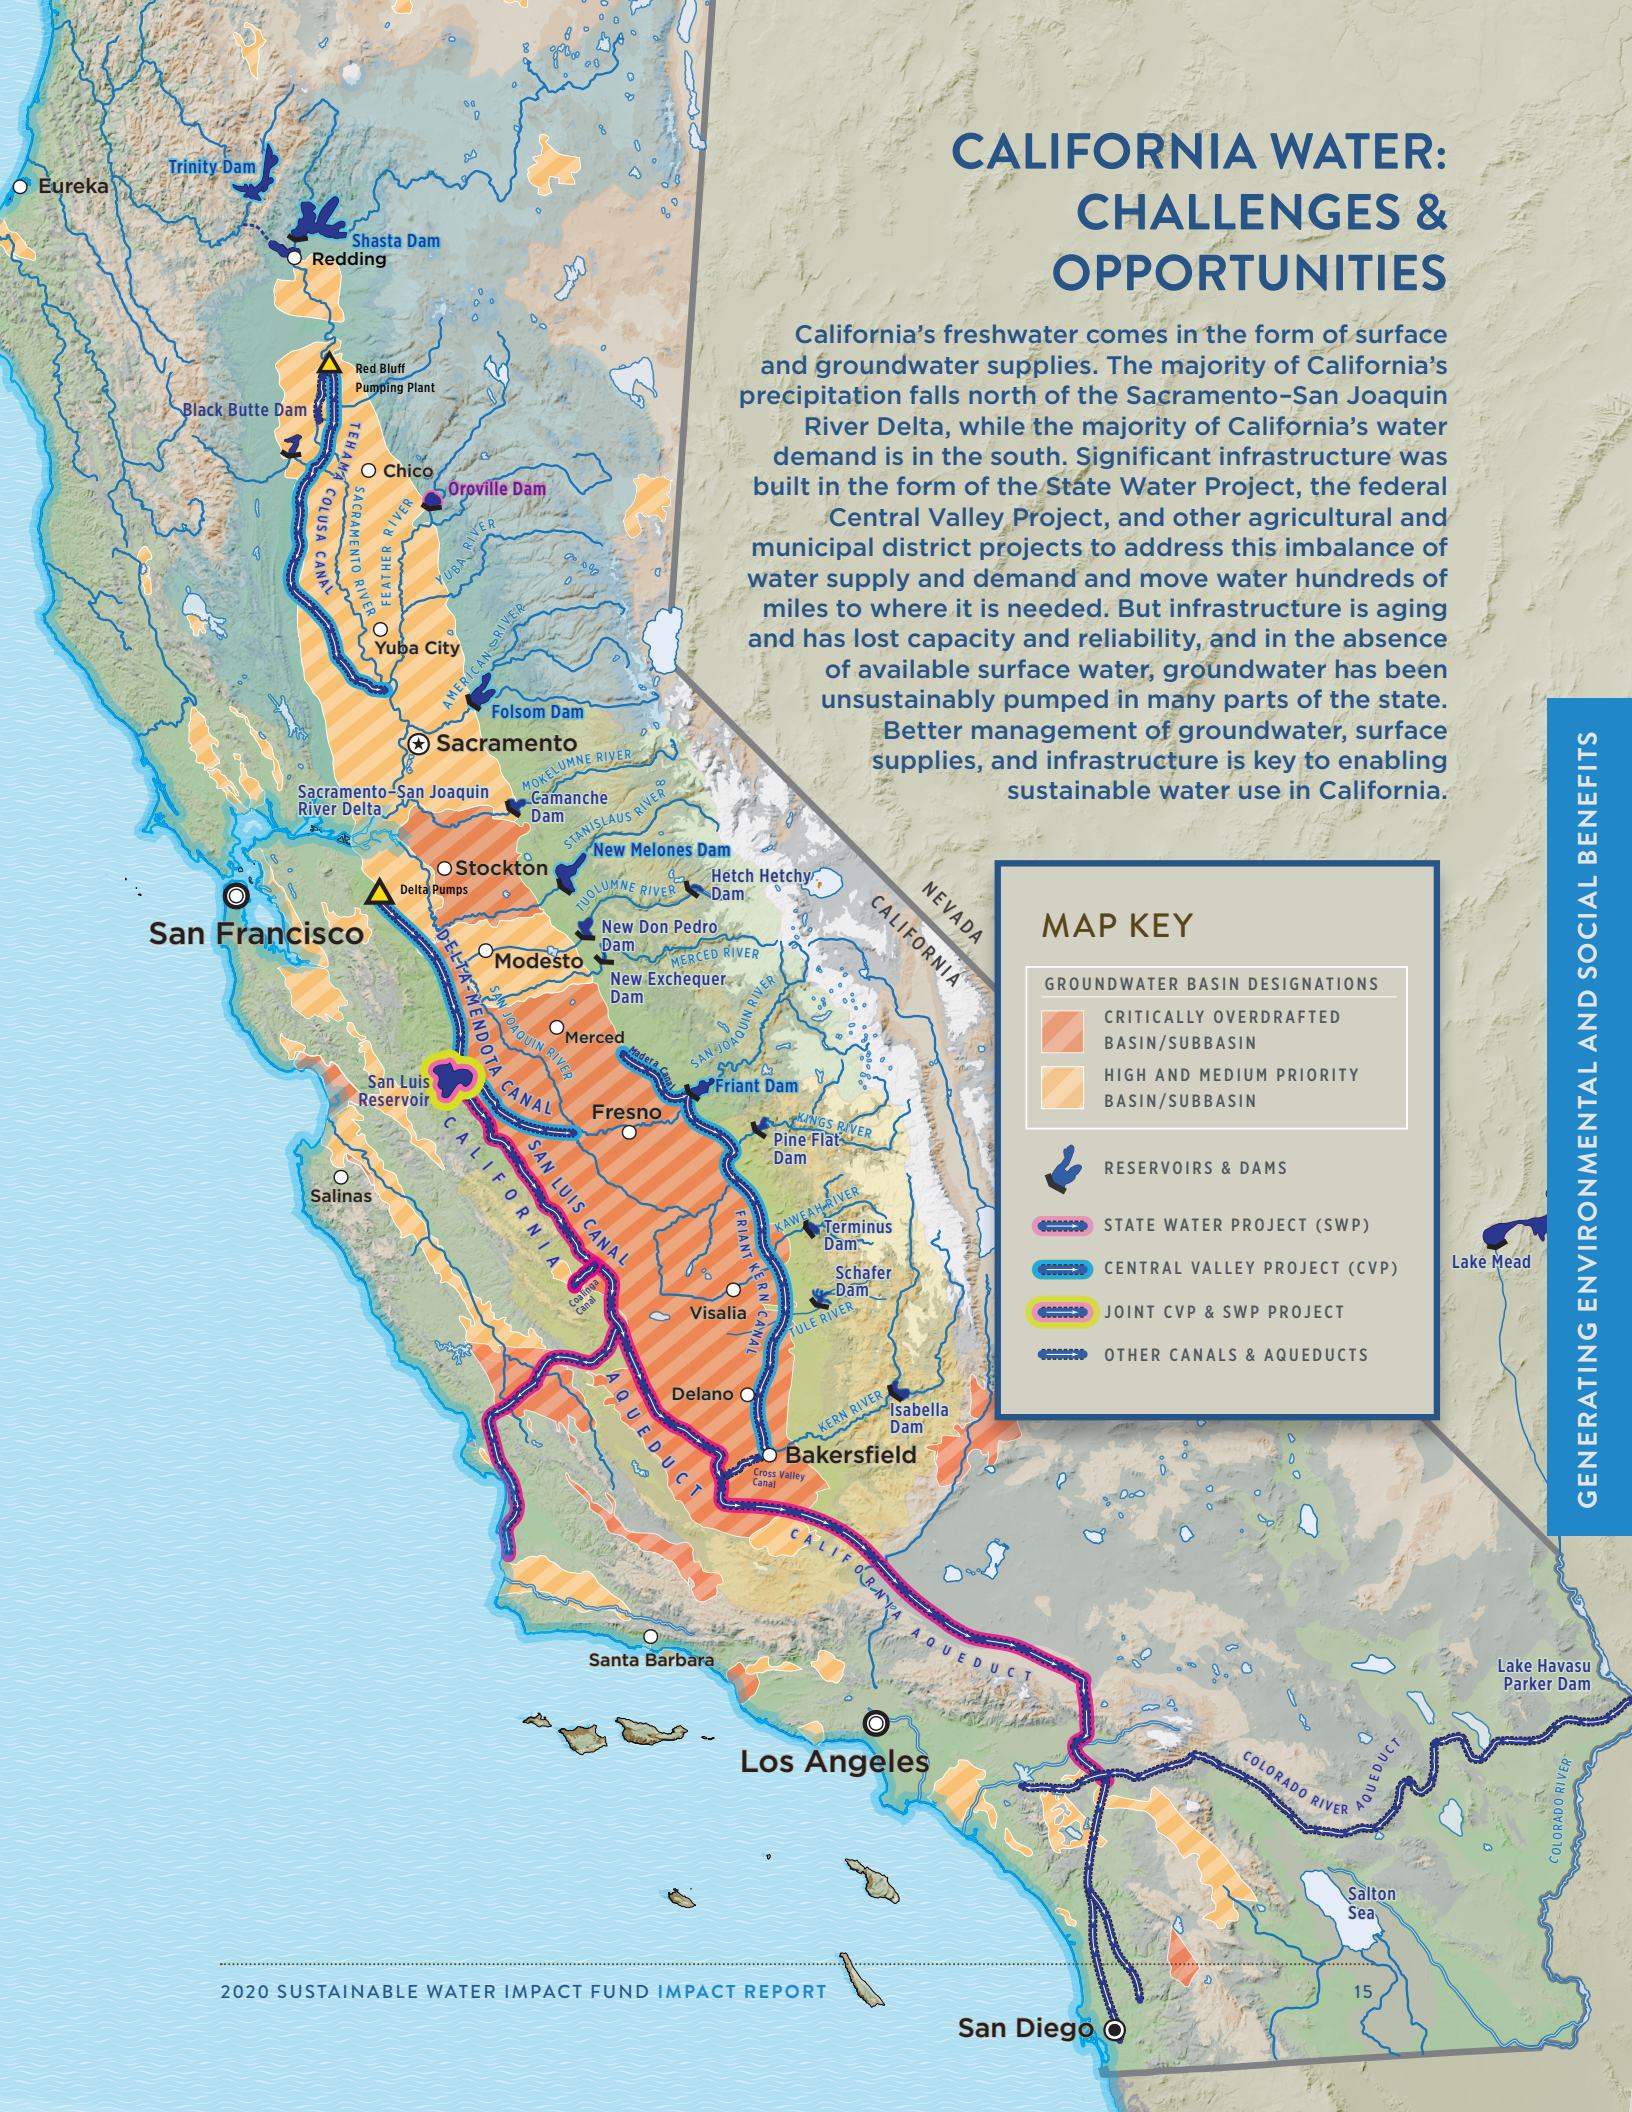 CALIFORNIA WATER:
CHALLENGES &
OPPORTUNITIES
California's freshwater comes in the form of surface
and groundwater supplies. The majority of California's
precipitation falls north of the Sacramento–San Joaquin
River Delta, while the majority of California's water
demand is in the south. Significant infrastructure was
built in the form of the State Water Project, the federal
Central Valley Project, and other agricultural and
municipal district projects to address this imbalance of
water supply and demand and move water hundreds of
miles to where it is needed. But infrastructure is aging
and has lost capacity and reliability, and in the absence
of available surface water, groundwater has been
unsustainably pumped in many parts of the state.
Better management of groundwater, surface
supplies, and infrastructure is key to enabling
sustainable water use in California.
Trinity Dam
Eureka
Shasta Dam
Redding
Red Bluff
Pumping Plant
Black Butte Dam
TEHAMA COLUSA CANAL
Chico
Oroville Dam
SACRAMENTO RIVER
FEATHER RIVER
YUBA RIVER
Yuba City
AMERICAN RIVER
Folsom Dam
Sacramento
MOKELUMNE RIVER
Sacramento–San Joaquin
River Delta
Camanche
Dam
STANISLAUS RIVER
New Melones Dam
Stockton
Delta Pumps
TUOLUMNE RIVER
Hetch Hetchy
Dam
San Francisco
New Don Pedro
Dam
Modesto
MERCED RIVER
New Exchequer
Dam
DELTA-MENDOTA CANAL
SAN JOAQUIN RIVER
Merced
Madera Canal
SAN JOAQUIN RIVER
San Luis
Reservoir
Friant Dam
Fresno
KINGS RIVER
Pine Flat
Dam
SAN LUIS CANAL
CALIFORNIA
AQUEDUCT
Salinas
KAWEAH RIVER
Terminus
Dam
FRIANT KERN CANAL
Schafer
Dam
Coalinga
Canal
Visalia
TULE RIVER
Delano
KERN RIVER
Isabella
Dam
Bakersfield
Cross Valley
Canal
CALIFORNIA AQUEDUCT
Santa Barbara
Los Angeles
COLORADO RIVER AQUEDUCT
Lake Havasu
Parker Dam
COLORADO RIVER
Salton
Sea
San Diego
NEVADA
CALIFORNIA
Lake Mead
MAP KEY
GROUNDWATER BASIN DESIGNATIONS
CRITICALLY OVERDRAFTED
BASIN/SUBBASIN
HIGH AND MEDIUM PRIORITY
BASIN/SUBBASIN
RESERVOIRS & DAMS
STATE WATER PROJECT (SWP)
CENTRAL VALLEY PROJECT (CVP)
JOINT CVP & SWP PROJECT
OTHER CANALS & AQUEDUCTS
GENERATING ENVIRONMENTAL AND SOCIAL BENEFITS
2020 SUSTAINABLE WATER IMPACT FUND IMPACT REPORT
15